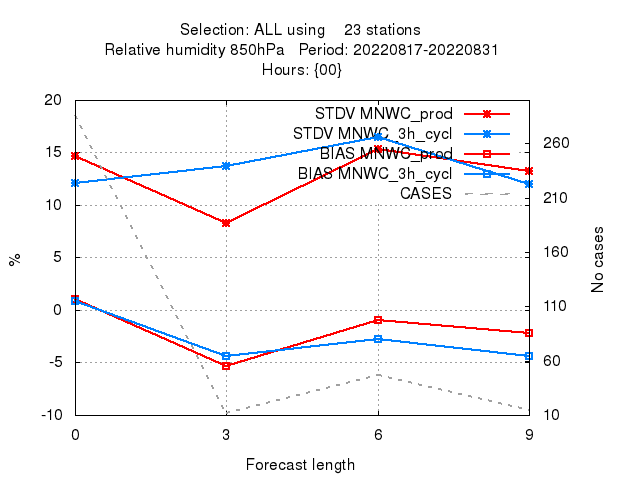 Selection: ALL using    23 stations
Relative humidity 850hPa   Period: 20220817-20220831
Hours: {00}
STDV MNWC_prod
STDV MNWC_3h_cycl
BIAS MNWC_prod
BIAS MNWC_3h_cycl
CASES
20
15
10
5
0
-5
-10
%
260
210
160
110
60
10
No cases
0 3 6 9
Forecast length